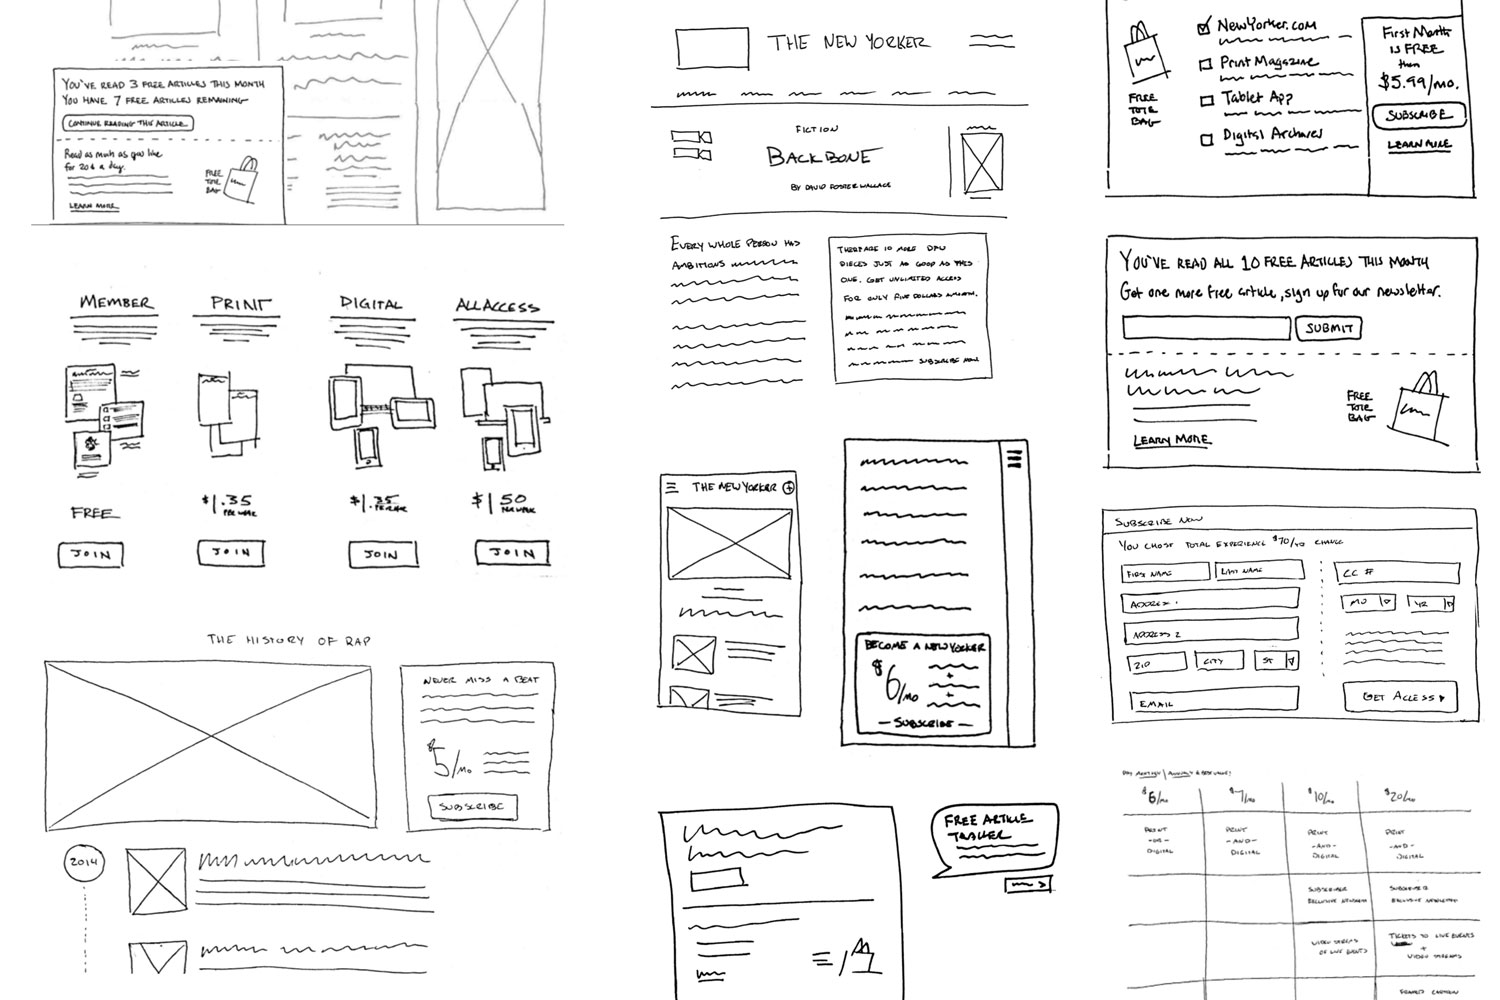 YOU'VE READ 3 FREE ARTICLES THIS MONTH
YOU HAVE 7 FREE ARTICLES REMAINING
CONTINUE READING THIS ARTICLE
Read as much as you like
for 20¢ a day.
FREE
TOTE
BAG
LEARN MORE
MEMBER
PRINT
DIGITAL
ALL ACCESS
FREE
$1.35
PER WEEK
$1.35
PER WEEK
$1.50
PER WEEK
JOIN
JOIN
JOIN
JOIN
THE HISTORY OF RAP
NEVER MISS A BEAT
$5/MO
SUBSCRIBE
2014
THE NEW YORKER
FICTION
BACKBONE
BY DAVID FOSTER WALLACE
EVERY WHOLE PERSON HAS
AMBITIONS
THERE ARE 10 MORE DFW
PIECES JUST AS GOOD AS THIS
ONE. GET UNLIMITED ACCESS
FOR ONLY FIVE DOLLARS A MONTH.
SUBSCRIBE NOW
THE NEW YORKER
BECOME A NEW YORKER
$6/MO
+
+
SUBSCRIBE
FREE ARTICLE
TRACKER
FREE
TOTE
BAG
NewYorker.com
Print Magazine
Tablet App
Digital Archives
First Month
is FREE
then
$5.99/mo.
SUBSCRIBE
LEARN MORE
YOU'VE READ ALL 10 FREE ARTICLES THIS MONTH
Get one more free article, sign up for our newsletter.
SUBMIT
FREE
TOTE
BAG
LEARN MORE
SUBSCRIBE NOW
YOU CHOSE TOTAL EXPERIENCE $70/YR CHANGE
FIRST NAME
LAST NAME
CC #
ADDRESS 1
MO
YR
ADDRESS 2
ZIP
CITY
ST
EMAIL
GET ACCESS
PAY MONTHLY / ANNUALLY
$6/MO
$7/MO
$10/MO
$20/MO
PRINT
-OR-
DIGITAL
PRINT
-AND-
DIGITAL
PRINT
-AND-
DIGITAL
PRINT
-AND-
DIGITAL
SUBSCRIBER
EXCLUSIVE NEWSLETTER
SUBSCRIBER
EXCLUSIVE NEWSLETTER
VIDEO STREAMS
OF LIVE EVENTS
TICKETS TO LIVE EVENTS
+
VIDEO STREAMS
FRAMED CARTOON